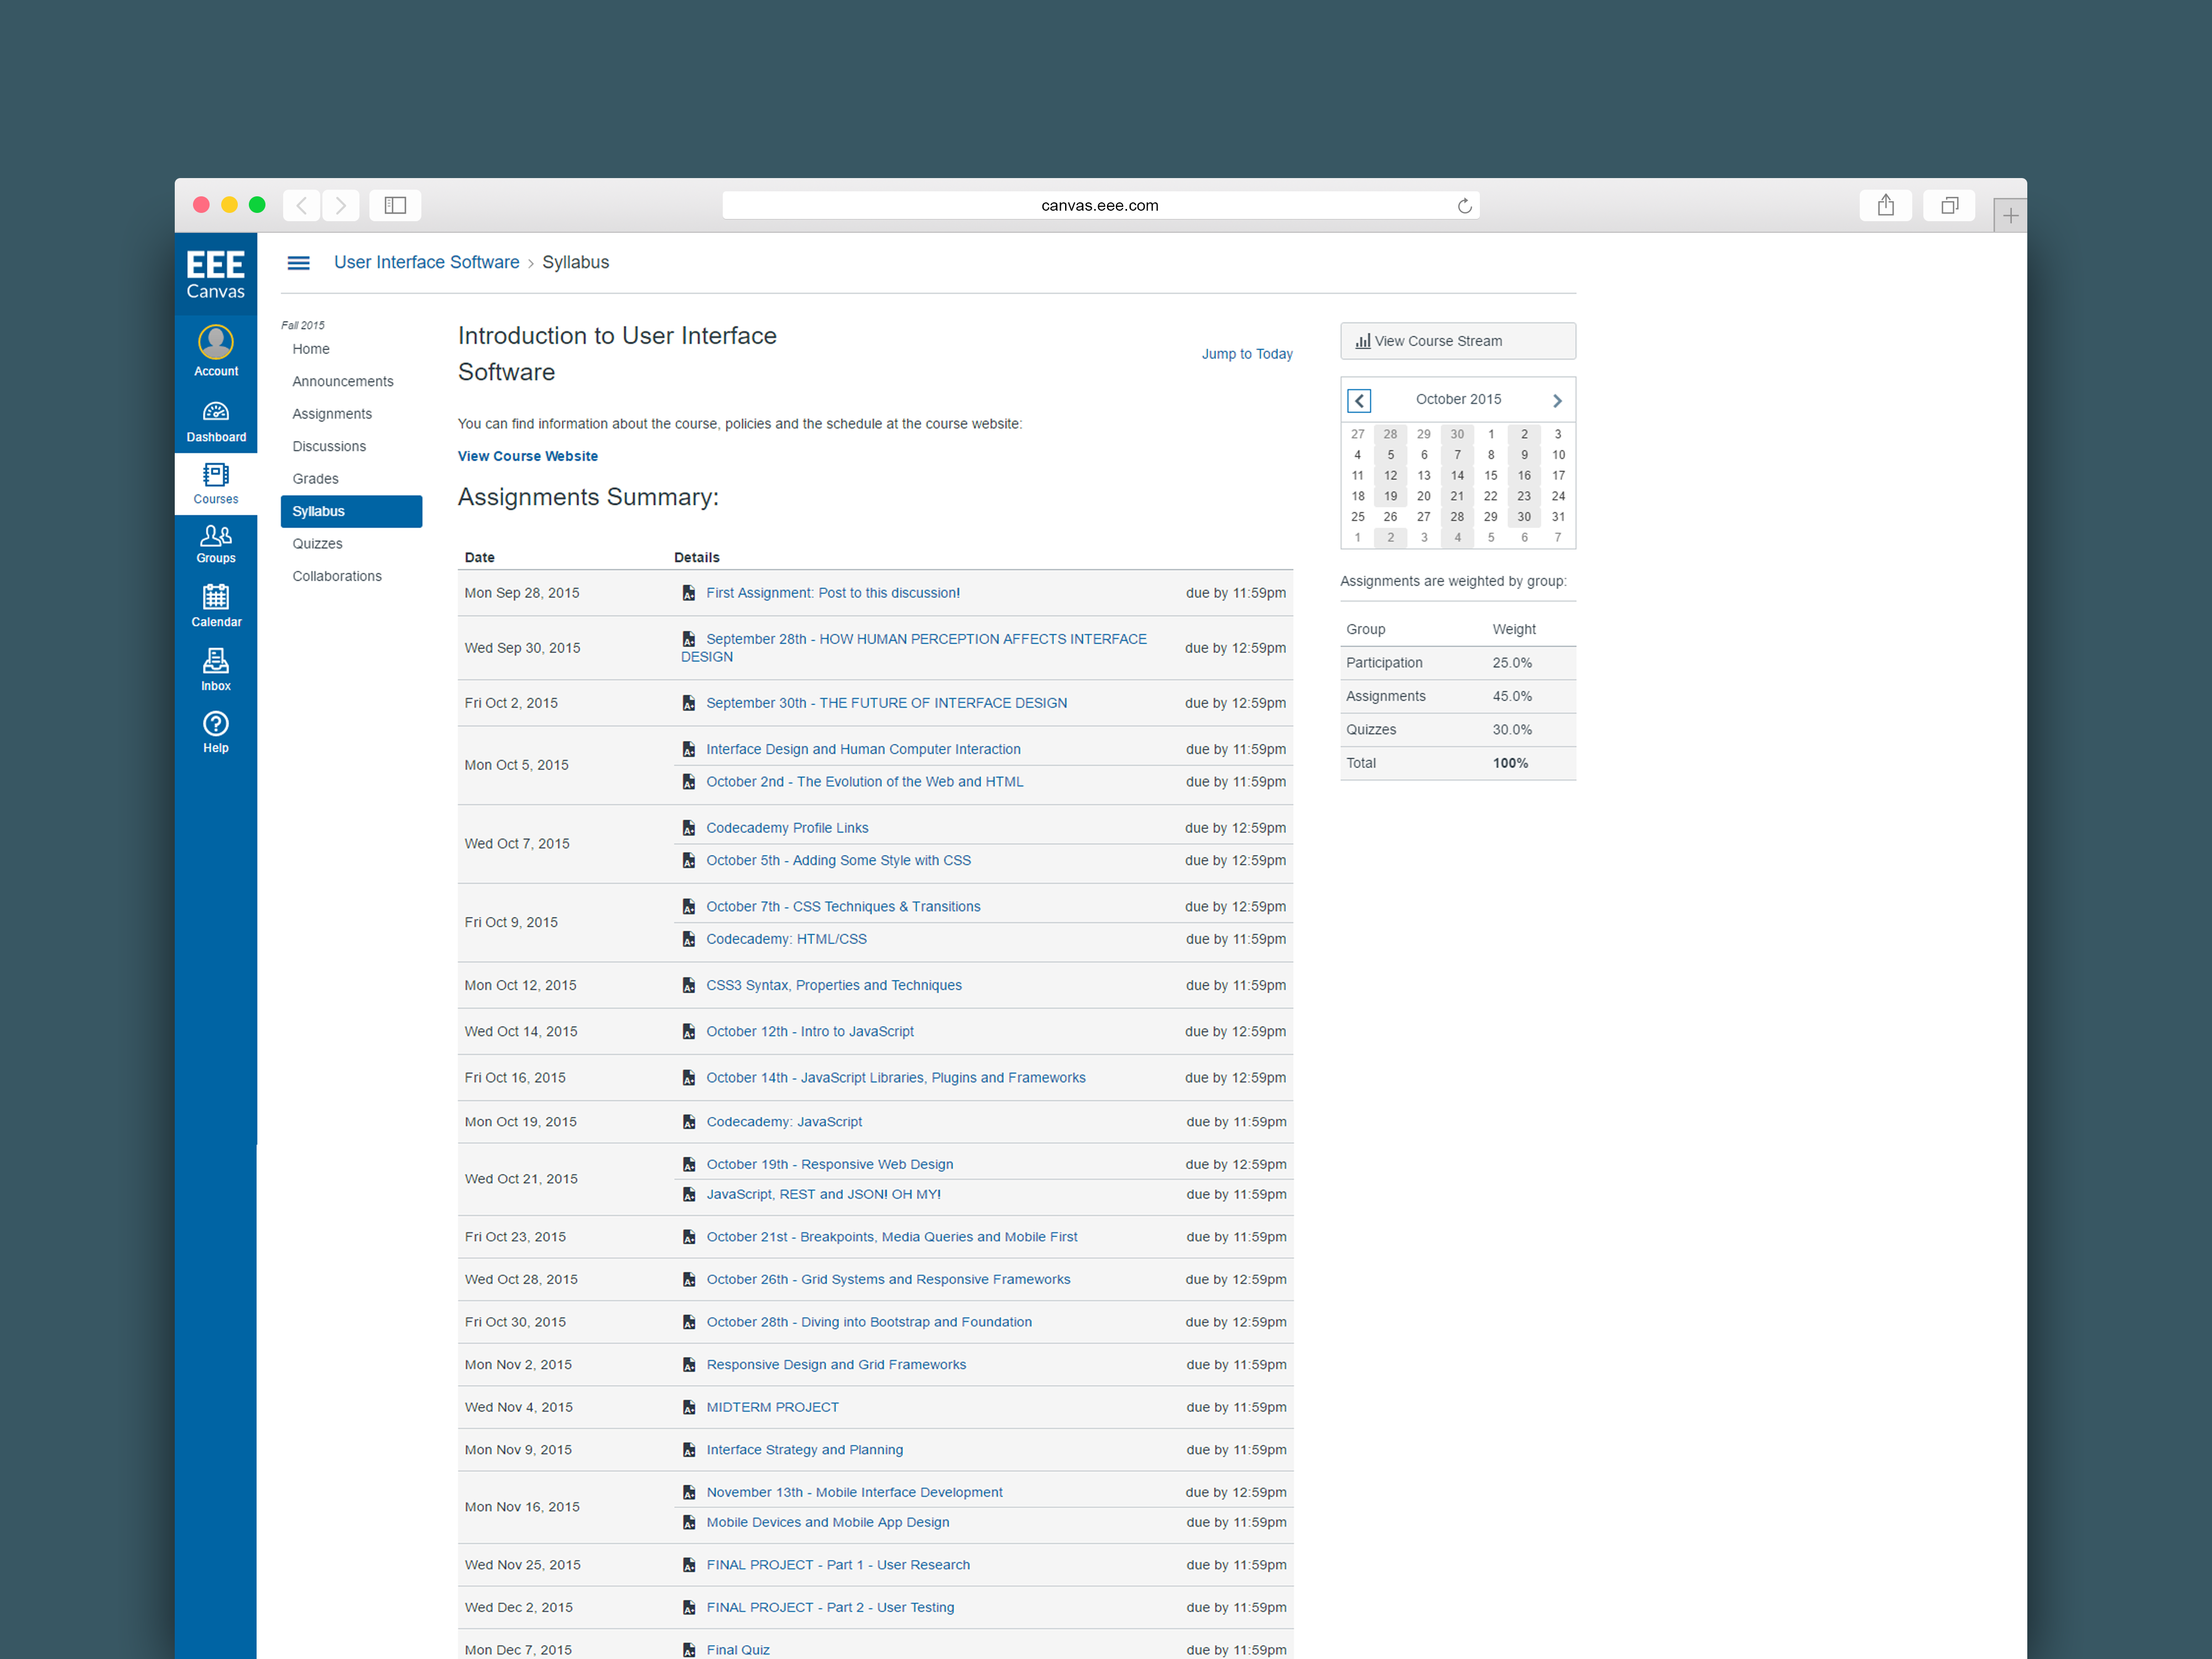 canvas.eee.com
EEE
Canvas
Account
Dashboard
Courses
Groups
Calendar
Inbox
Help
User Interface Software › Syllabus
Fall 2015
Home
Announcements
Assignments
Discussions
Grades
Syllabus
Quizzes
Collaborations
Introduction to User Interface
Software
Jump to Today
You can find information about the course, policies and the schedule at the course website:
View Course Website
Assignments Summary:
Date Details
Mon Sep 28, 2015 First Assignment: Post to this discussion! due by 11:59pm
Wed Sep 30, 2015 September 28th - HOW HUMAN PERCEPTION AFFECTS INTERFACE
DESIGN due by 12:59pm
Fri Oct 2, 2015 September 30th - THE FUTURE OF INTERFACE DESIGN due by 12:59pm
Mon Oct 5, 2015 Interface Design and Human Computer Interaction due by 11:59pm
October 2nd - The Evolution of the Web and HTML due by 11:59pm
Wed Oct 7, 2015 Codecademy Profile Links due by 12:59pm
October 5th - Adding Some Style with CSS due by 12:59pm
Fri Oct 9, 2015 October 7th - CSS Techniques & Transitions due by 12:59pm
Codecademy: HTML/CSS due by 11:59pm
Mon Oct 12, 2015 CSS3 Syntax, Properties and Techniques due by 11:59pm
Wed Oct 14, 2015 October 12th - Intro to JavaScript due by 12:59pm
Fri Oct 16, 2015 October 14th - JavaScript Libraries, Plugins and Frameworks due by 12:59pm
Mon Oct 19, 2015 Codecademy: JavaScript due by 11:59pm
Wed Oct 21, 2015 October 19th - Responsive Web Design due by 12:59pm
JavaScript, REST and JSON! OH MY! due by 11:59pm
Fri Oct 23, 2015 October 21st - Breakpoints, Media Queries and Mobile First due by 11:59pm
Wed Oct 28, 2015 October 26th - Grid Systems and Responsive Frameworks due by 12:59pm
Fri Oct 30, 2015 October 28th - Diving into Bootstrap and Foundation due by 12:59pm
Mon Nov 2, 2015 Responsive Design and Grid Frameworks due by 11:59pm
Wed Nov 4, 2015 MIDTERM PROJECT due by 11:59pm
Mon Nov 9, 2015 Interface Strategy and Planning due by 11:59pm
Mon Nov 16, 2015 November 13th - Mobile Interface Development due by 12:59pm
Mobile Devices and Mobile App Design due by 11:59pm
Wed Nov 25, 2015 FINAL PROJECT - Part 1 - User Research due by 11:59pm
Wed Dec 2, 2015 FINAL PROJECT - Part 2 - User Testing due by 11:59pm
Mon Dec 7, 2015 Final Quiz due by 11:59pm
View Course Stream
October 2015
27 28 29 30 1 2 3
4 5 6 7 8 9 10
11 12 13 14 15 16 17
18 19 20 21 22 23 24
25 26 27 28 29 30 31
1 2 3 4 5 6 7
Assignments are weighted by group:
Group Weight
Participation 25.0%
Assignments 45.0%
Quizzes 30.0%
Total 100%